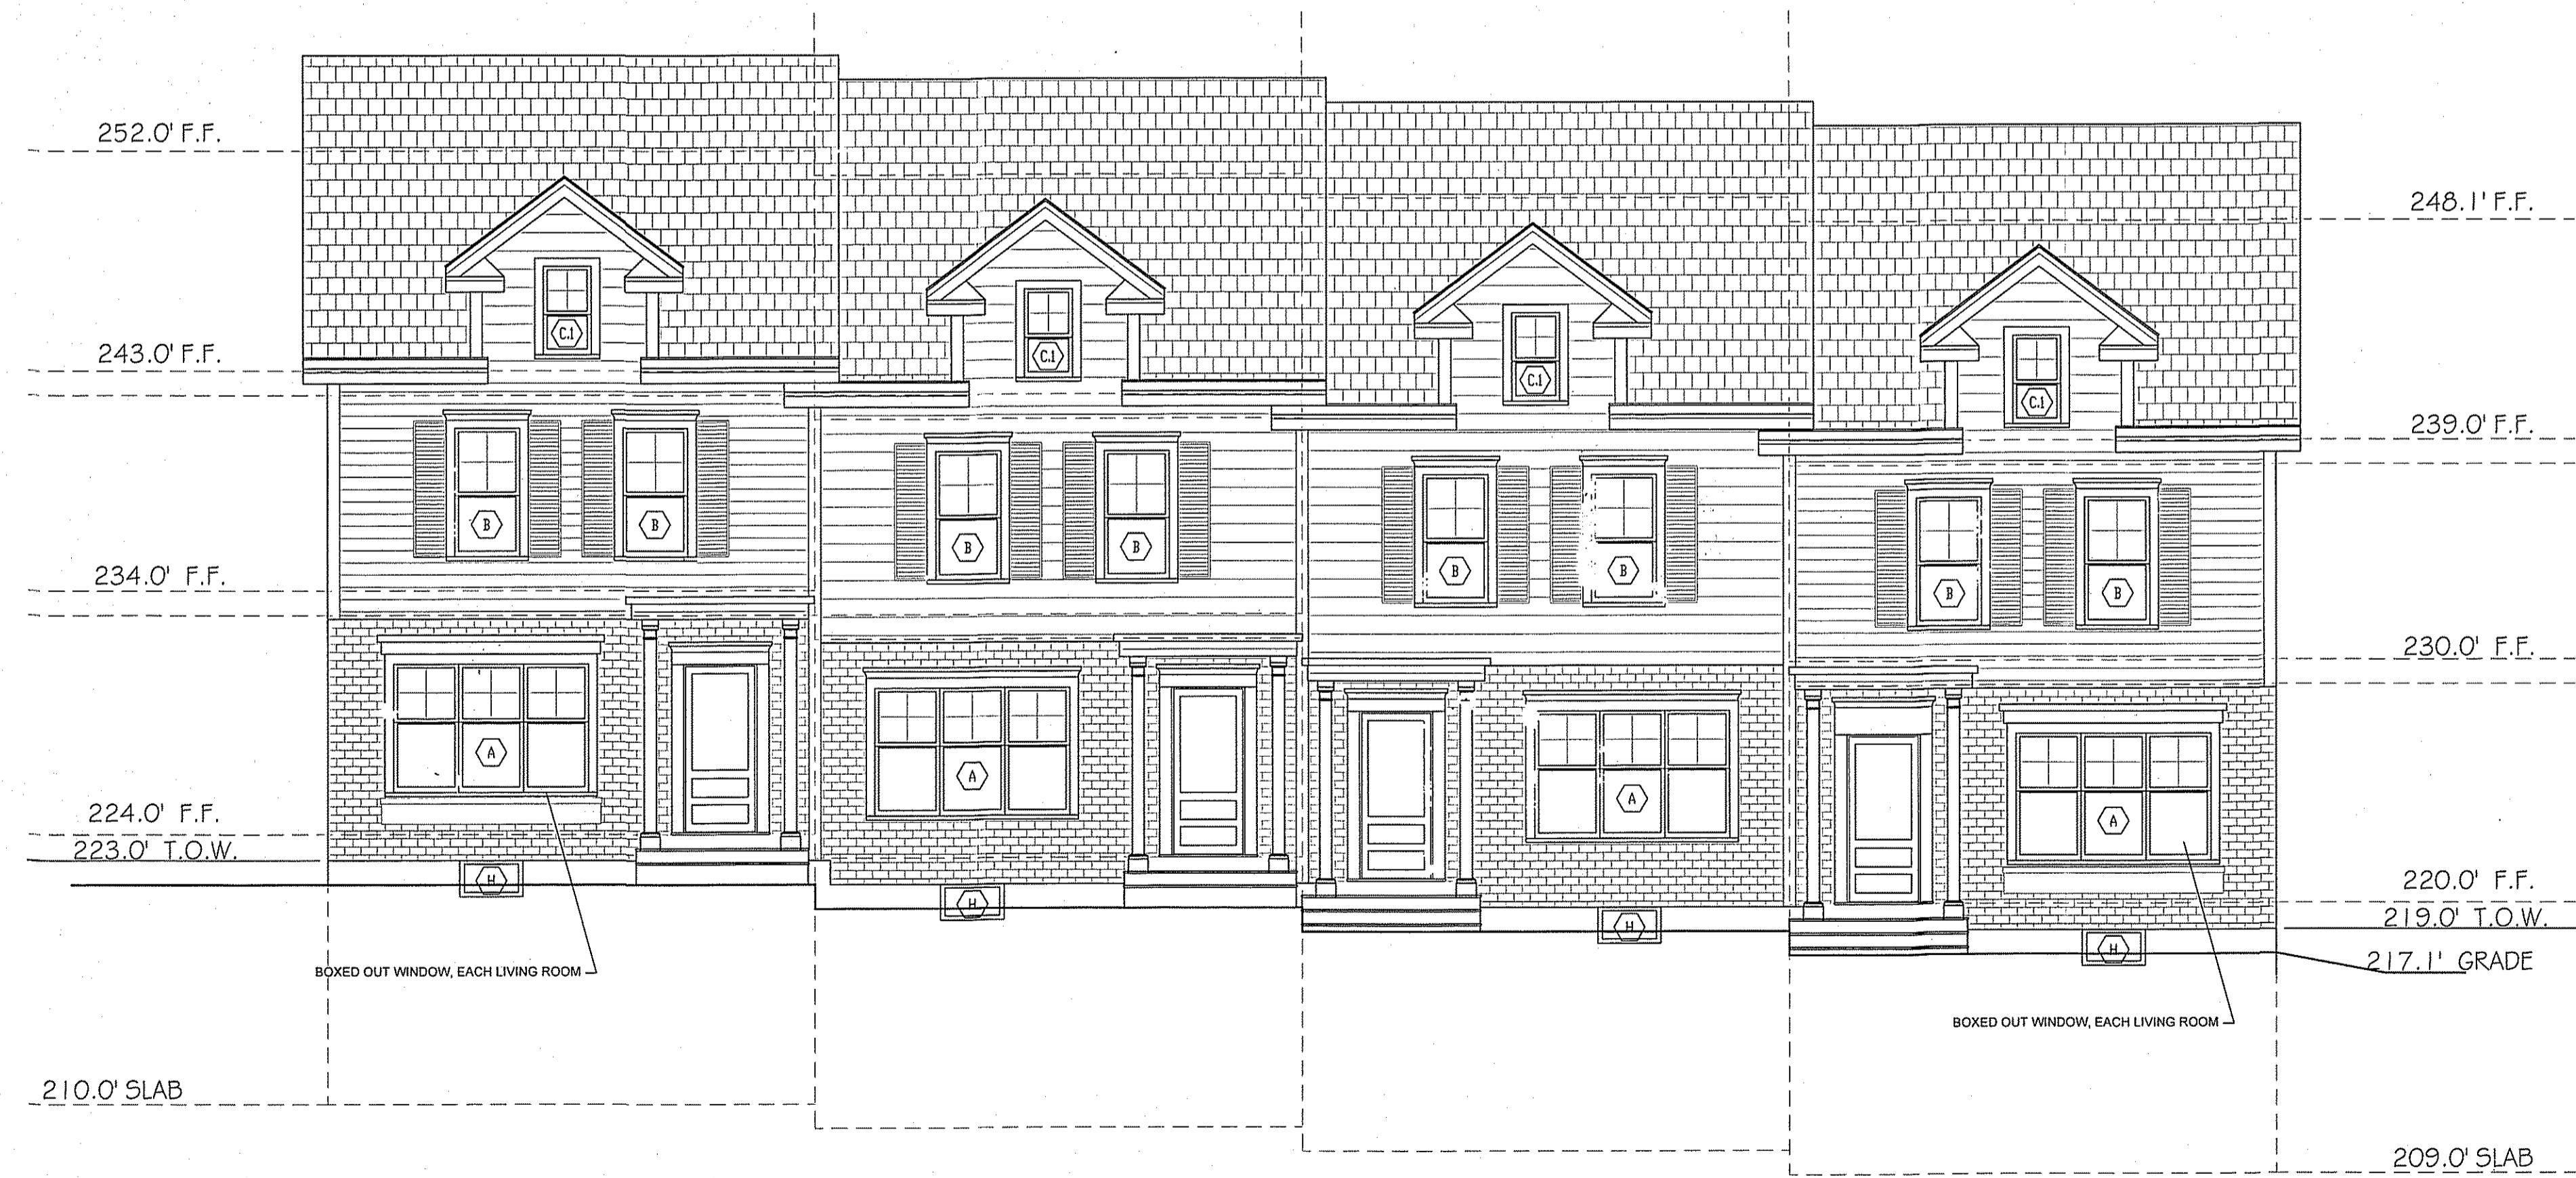 252.0' F.F.
248.1' F.F.
C.1
C.1
C.1
C.1
243.0' F.F.
239.0' F.F.
B
B
B
B
B
B
B
B
234.0' F.F.
230.0' F.F.
A
A
A
A
224.0' F.F.
223.0' T.O.W.
220.0' F.F.
219.0' T.O.W.
H
H
H
H
217.1' GRADE
BOXED OUT WINDOW, EACH LIVING ROOM
BOXED OUT WINDOW, EACH LIVING ROOM
210.0' SLAB
209.0' SLAB